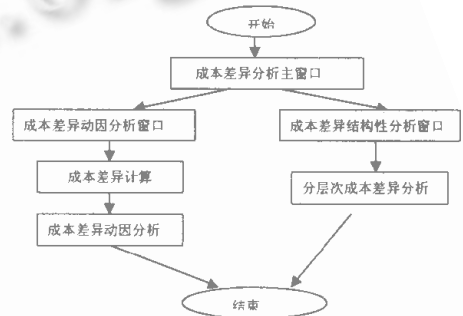 开始
成本差异分析主窗口
成本差异动因分析窗口
成本差异结构性分析窗口
成本差异计算
分层次成本差异分析
成本差异动因分析
结束